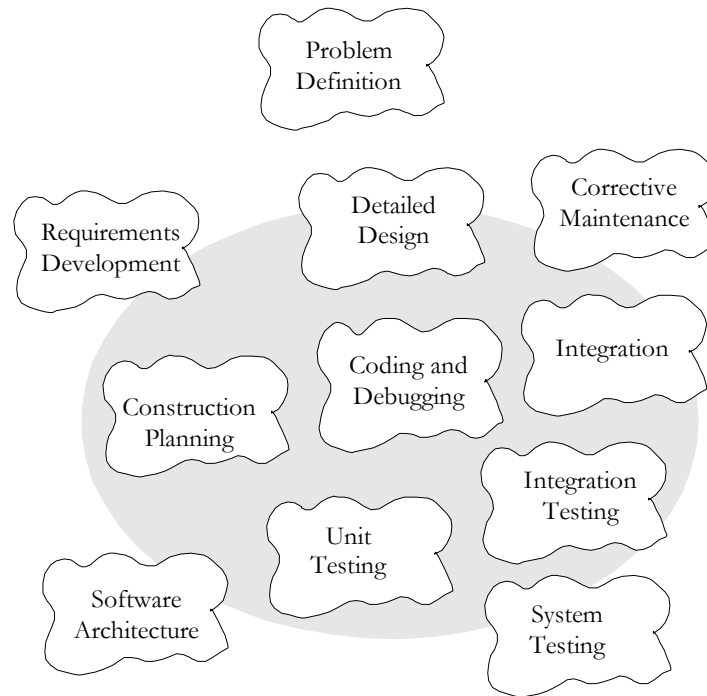 Problem
Definition
Detailed
Design
Corrective
Maintenance
Requirements
Development
Integration
Coding and
Debugging
Construction
Planning
Integration
Testing
Unit
Testing
Software
Architecture
System
Testing